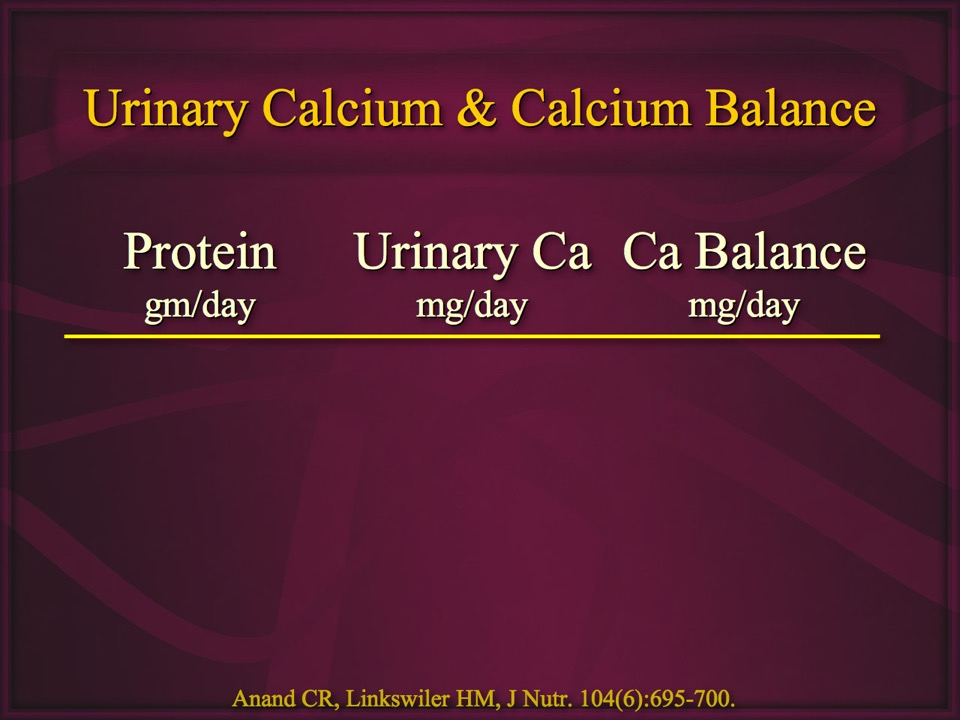 Urinary Calcium & Calcium Balance
Protein Urinary Ca Ca Balance
gm/day mg/day mg/day
Anand CR, Linkswiler HM, J Nutr. 104(6):695-700.